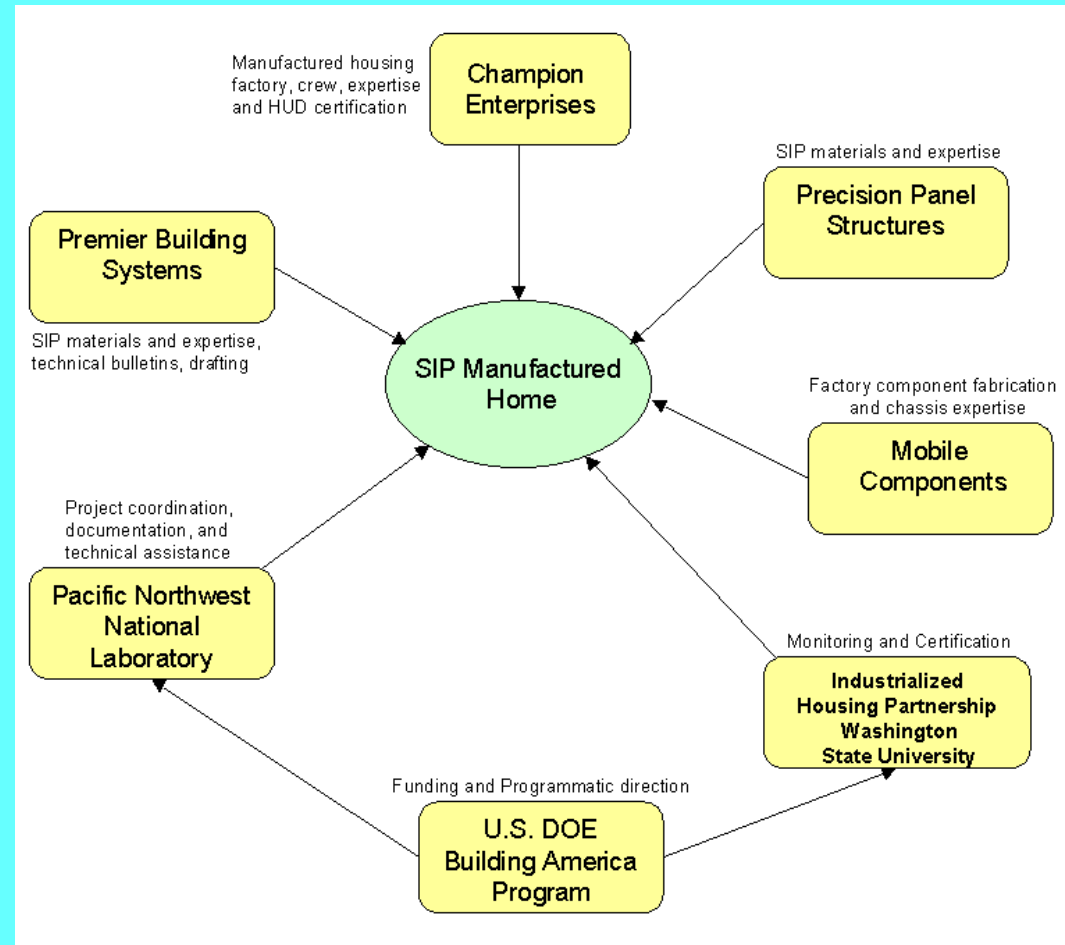 Manufactured housing
factory, crew, expertise
and HUD certification
Champion
Enterprises
SIP materials and expertise
Precision Panel
Structures
Premier Building
Systems
SIP materials and expertise,
technical bulletins, drafting
SIP Manufactured
Home
Factory component fabrication
and chassis expertise
Mobile
Components
Project coordination,
documentation, and
technical assistance
Pacific Northwest
National
Laboratory
Monitoring and Certification
Industrialized
Housing Partnership
Washington
State University
Funding and Programmatic direction
U.S. DOE
Building America
Program